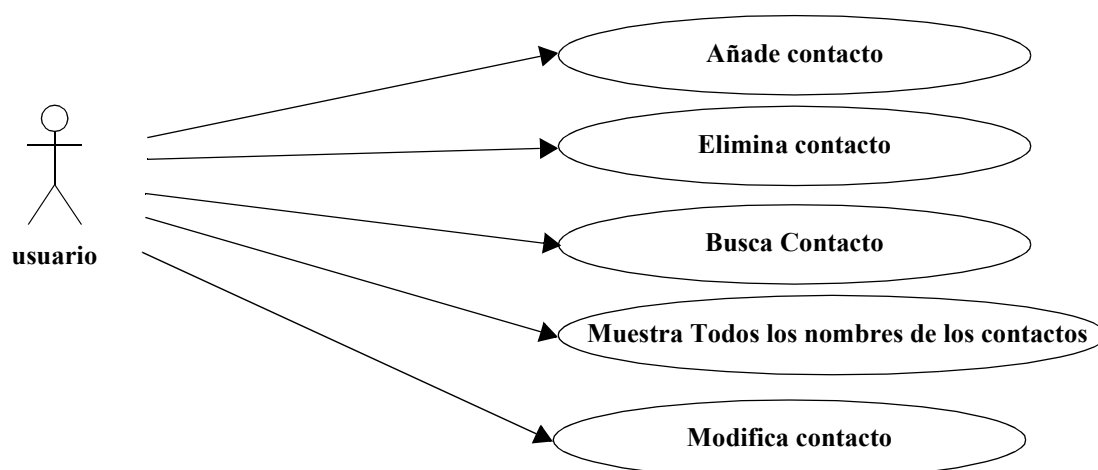 Añade contacto
Elimina contacto
Busca Contacto
usuario
Muestra Todos los nombres de los contactos
Modifica contacto